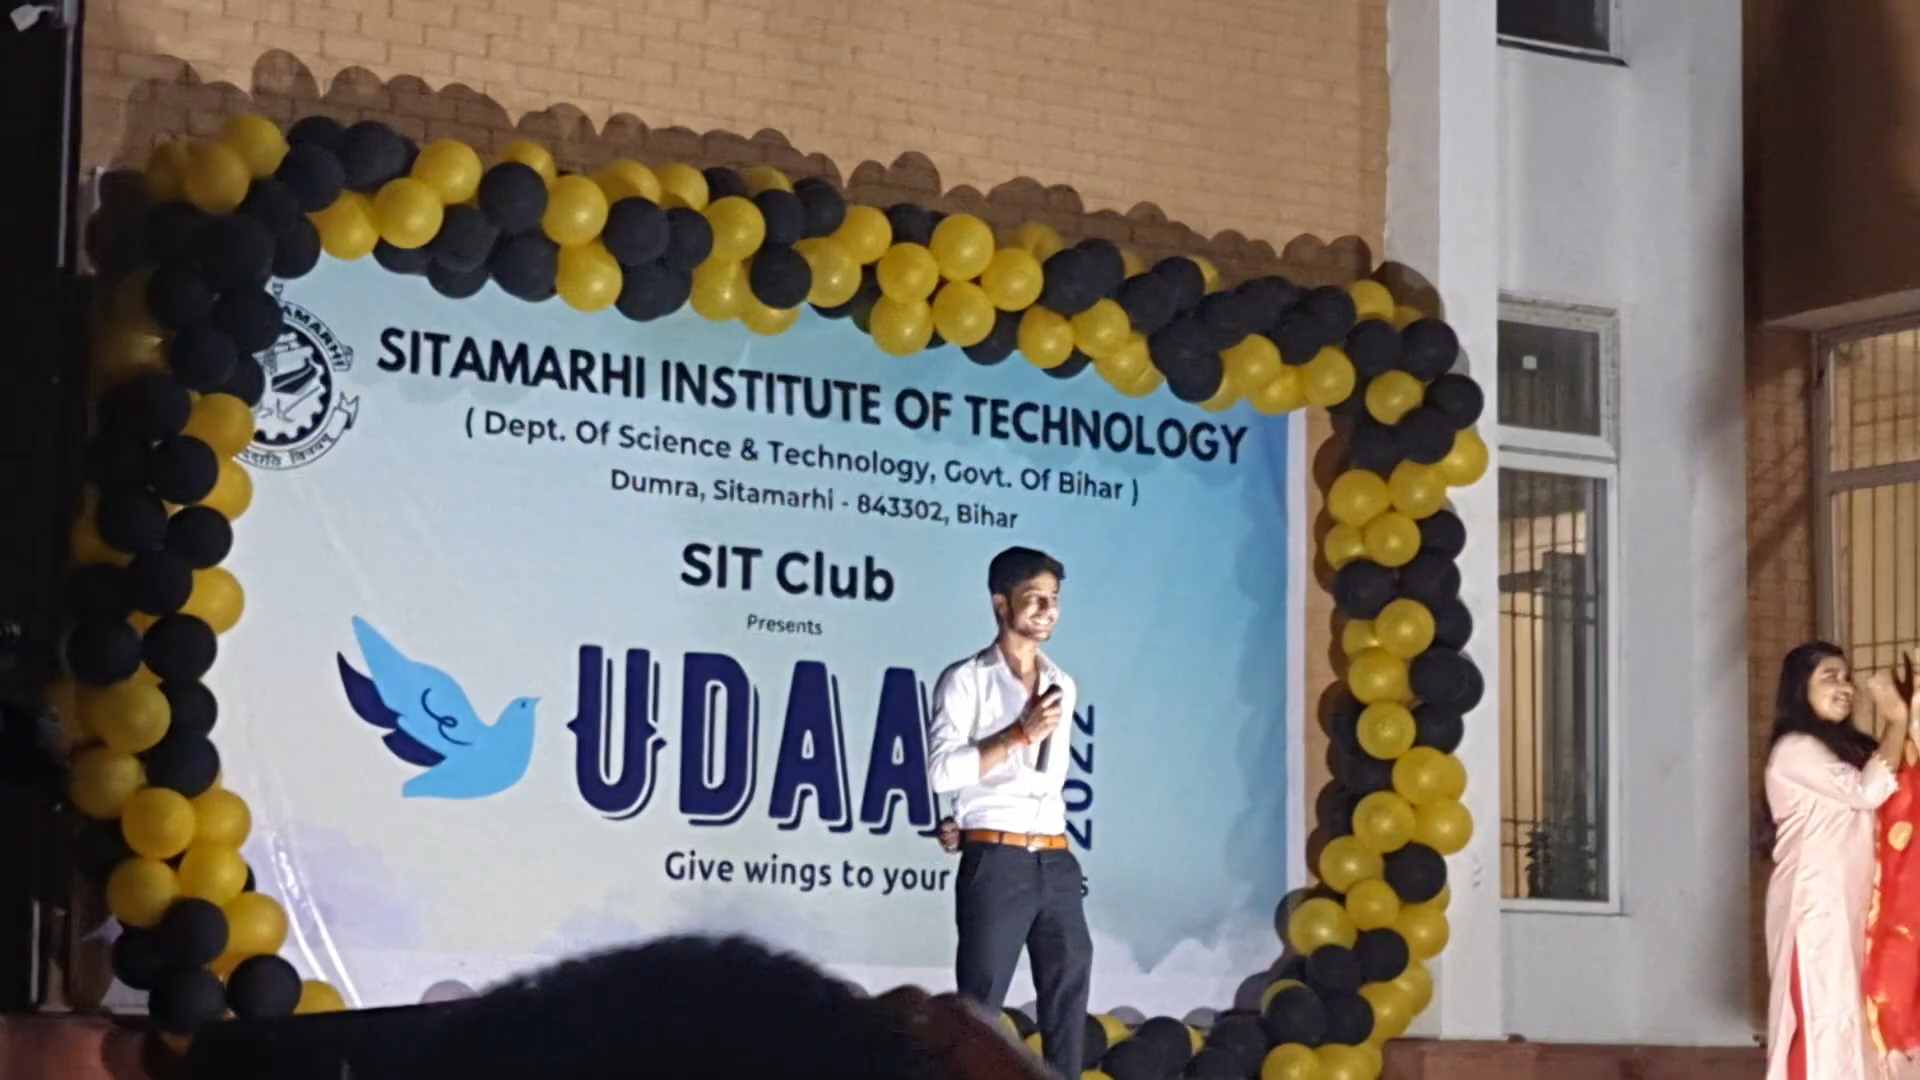 SITAMARHI INSTITUTE OF TECHNOLOGY
( Dept. Of Science & Technology, Govt. Of Bihar )
Dumra, Sitamarhi - 843302, Bihar
SIT Club
Presents
UDAA
2022
Give wings to your